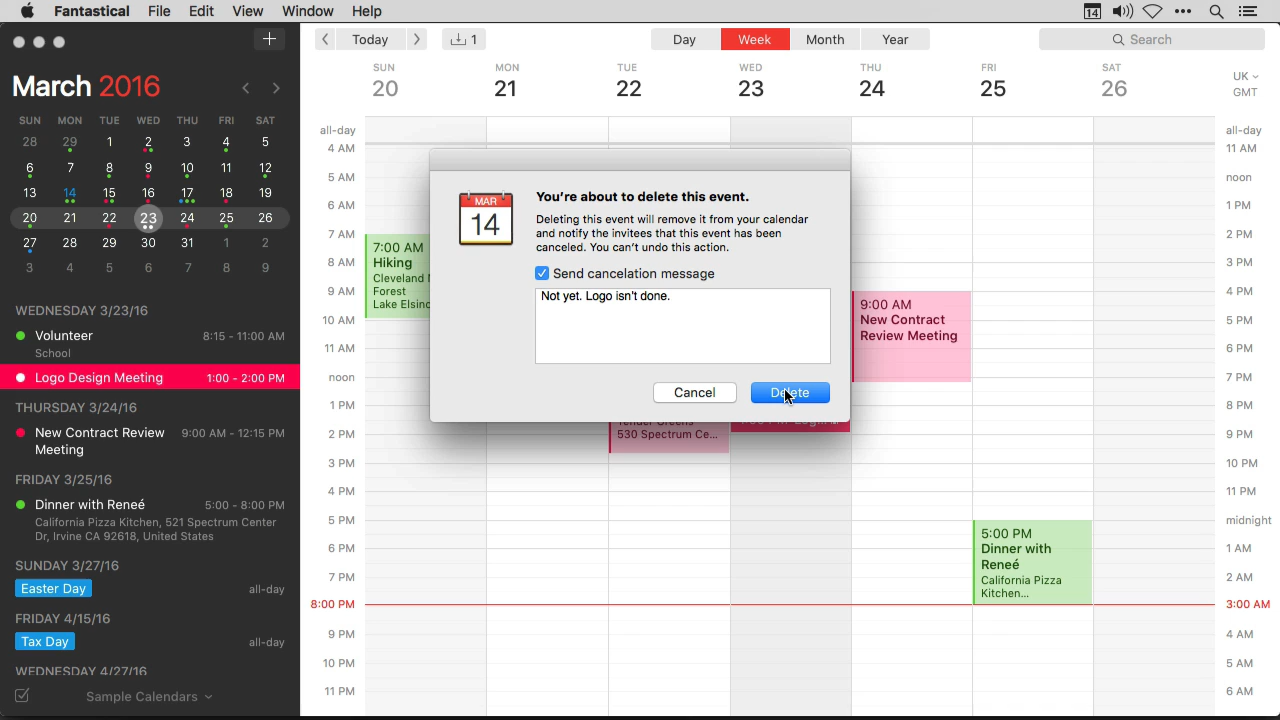 Fantastical File Edit View Window Help
14
+
Today
1
Day Week Month Year
Search
March 2016
SUN MON TUE WED THU FRI SAT
28 29 1 2 3 4 5
6 7 8 9 10 11 12
13 14 15 16 17 18 19
20 21 22 23 24 25 26
27 28 29 30 31 1 2
3 4 5 6 7 8 9
WEDNESDAY 3/23/16
Volunteer 8:15 - 11:00 AM
School
Logo Design Meeting 1:00 - 2:00 PM
THURSDAY 3/24/16
New Contract Review 9:00 AM - 12:15 PM
Meeting
FRIDAY 3/25/16
Dinner with Reneé 5:00 - 8:00 PM
California Pizza Kitchen, 521 Spectrum Center
Dr, Irvine CA 92618, United States
SUNDAY 3/27/16
Easter Day all-day
FRIDAY 4/15/16
Tax Day all-day
WEDNESDAY 4/27/16
Sample Calendars
SUN MON TUE WED THU FRI SAT
20 21 22 23 24 25 26
UK
GMT
all-day
4 AM
5 AM
6 AM
7 AM
8 AM
9 AM
10 AM
11 AM
noon
1 PM
2 PM
3 PM
4 PM
5 PM
6 PM
7 PM
8:00 PM
9 PM
10 PM
11 PM
7:00 AM
Hiking
Cleveland
Forest
Lake Elsino
MAR
14
You're about to delete this event.
Deleting this event will remove it from your calendar
and notify the invitees that this event has been
canceled. You can't undo this action.
Send cancelation message
Not yet. Logo isn't done.
Cancel Delete
Tender Greens
530 Spectrum Ce...
9:00 AM
New Contract
Review Meeting
5:00 PM
Dinner with
Reneé
California Pizza
Kitchen...
all-day
11 AM
noon
1 PM
2 PM
3 PM
4 PM
5 PM
6 PM
7 PM
8 PM
9 PM
10 PM
11 PM
midnight
1 AM
2 AM
3:00 AM
4 AM
5 AM
6 AM